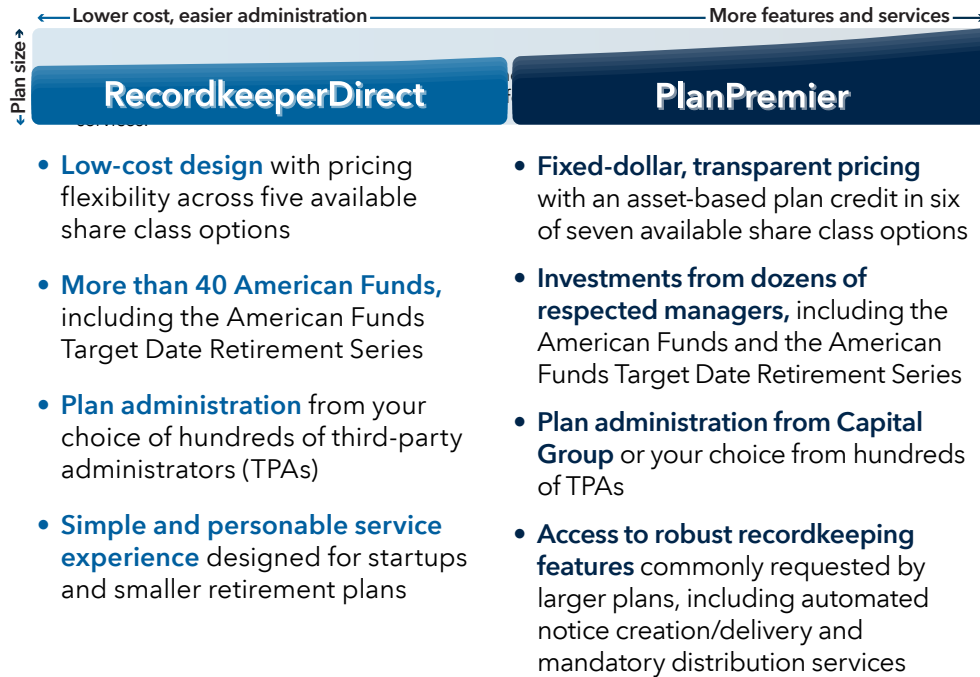 Lower cost, easier administration
More features and services
Plan size
RecordkeeperDirect
PlanPremier
services.
• Low-cost design with pricing
flexibility across five available
share class options
• More than 40 American Funds,
including the American Funds
Target Date Retirement Series
• Plan administration from your
choice of hundreds of third-party
administrators (TPAs)
• Simple and personable service
experience designed for startups
and smaller retirement plans
• Fixed-dollar, transparent pricing
with an asset-based plan credit in six
of seven available share class options
• Investments from dozens of
respected managers, including the
American Funds and the American
Funds Target Date Retirement Series
• Plan administration from Capital
Group or your choice from hundreds
of TPAs
• Access to robust recordkeeping
features commonly requested by
larger plans, including automated
notice creation/delivery and
mandatory distribution services